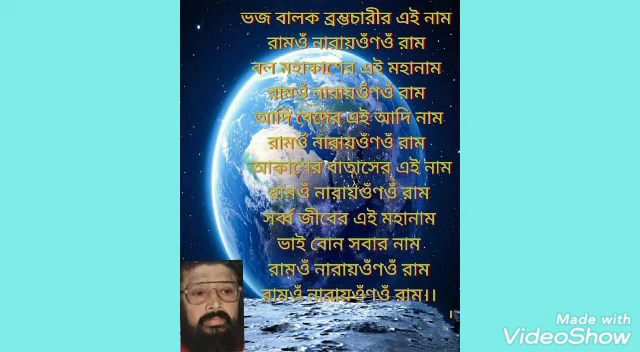 ভজ বালক ব্রহ্মচারীর এই নাম
রামওঁ নারায়ওঁণওঁ রাম
বল মহাকাশের এই মহানাম
রামওঁ নারায়ওঁণওঁ রাম
আদি বেদের এই আদি নাম
রামওঁ নারায়ওঁণওঁ রাম
আকাশের বাতাসের এই নাম
রামওঁ নারায়ওঁণওঁ রাম
সর্ব্ব জীবের এই মহানাম
ভাই বোন সবার নাম
রামওঁ নারায়ওঁণওঁ রাম
রামওঁ নারায়ওঁণওঁ রাম।।
।
Made with
VideoShow